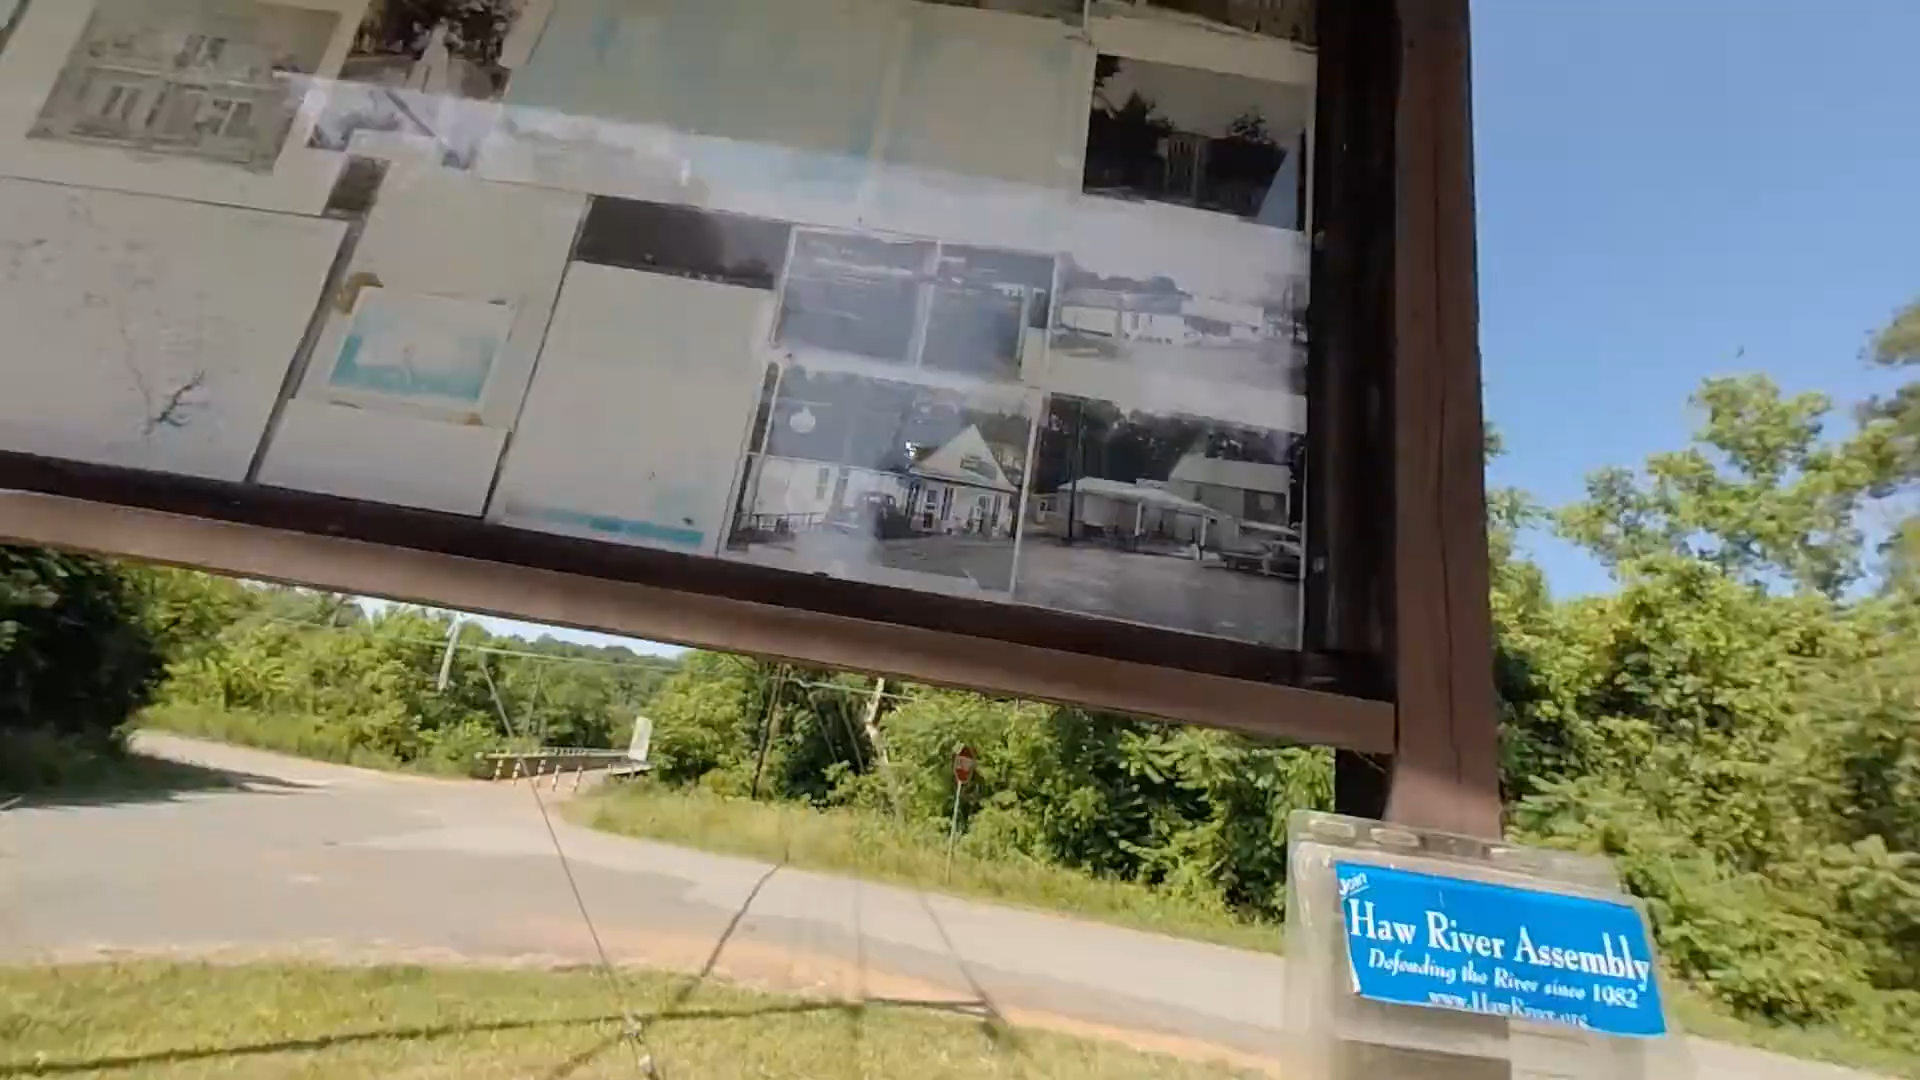 Join
Haw River Assembly
Defending the River since 1982
www.HawRiver.org